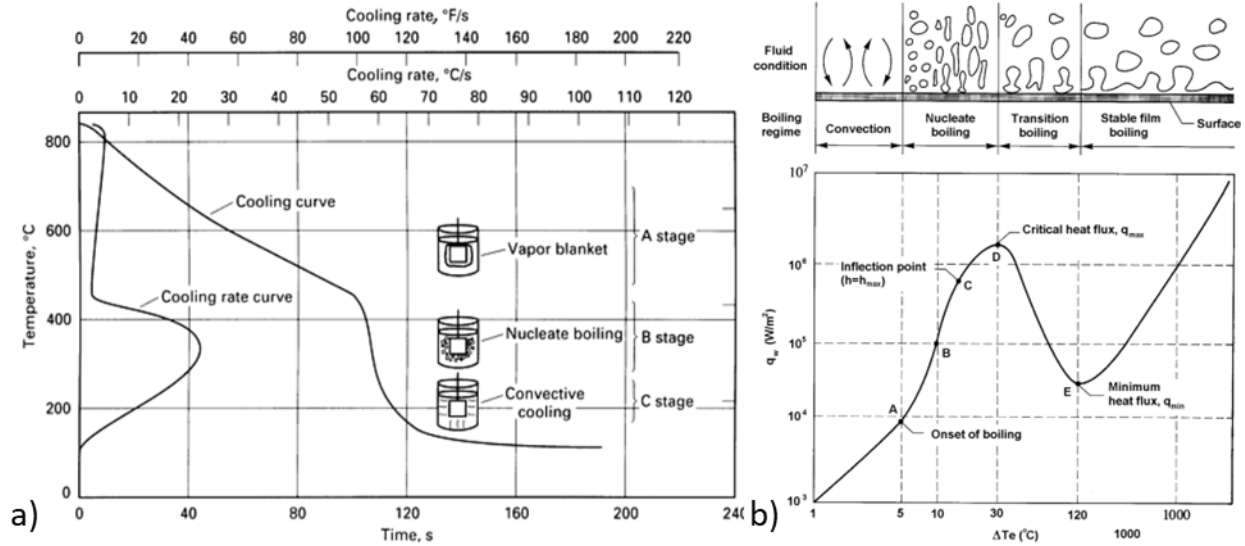 Cooling rate, °F/s
0 20 40 60 80 100 120 140 160 180 200 220
Cooling rate, °C/s
0 10 20 30 40 50 60 70 80 90 100 110 120
Temperature, °C
800
600
400
200
0
Cooling curve
Cooling rate curve
Vapor blanket
A stage
Nucleate boiling
B stage
Convective
cooling
C stage
0 40 80 120 160 200 24
Time, s
a)
Fluid
condition
Boiling
regime
Convection
Nucleate
boiling
Transition
boiling
Stable film
boiling
Surface
q_w (W/m²)
10⁷
10⁶
10⁵
10⁴
10³
Critical heat flux, q_max
D
Inflection point
(h=h_max)
C
B
A
Onset of boiling
E
Minimum
heat flux, q_min
1 5 10 30 120 1000
ΔTe (°C) 1000
b)